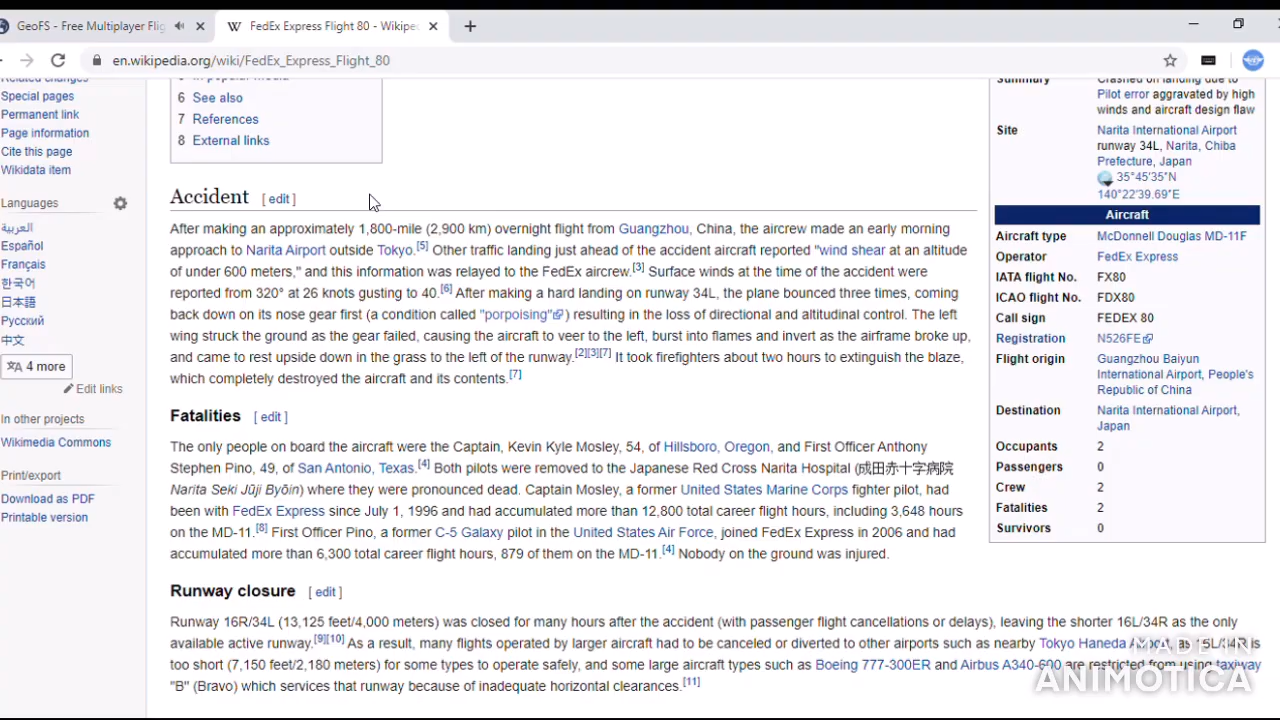 GeoFS - Free Multiplayer Flig
FedEx Express Flight 80 - Wikipe
en.wikipedia.org/wiki/FedEx_Express_Flight_80
Related changes
Special pages
Permanent link
Page information
Cite this page
Wikidata item
Languages
العربية
Español
Français
한국어
日本語
Русский
中文
4 more
Edit links
In other projects
Wikimedia Commons
Print/export
Download as PDF
Printable version
5 In popular media
6 See also
7 References
8 External links
Accident [ edit ]
After making an approximately 1,800-mile (2,900 km) overnight flight from Guangzhou, China, the aircrew made an early morning
approach to Narita Airport outside Tokyo.[5] Other traffic landing just ahead of the accident aircraft reported "wind shear at an altitude
of under 600 meters," and this information was relayed to the FedEx aircrew.[3] Surface winds at the time of the accident were
reported from 320° at 26 knots gusting to 40.[6] After making a hard landing on runway 34L, the plane bounced three times, coming
back down on its nose gear first (a condition called "porpoising") resulting in the loss of directional and altitudinal control. The left
wing struck the ground as the gear failed, causing the aircraft to veer to the left, burst into flames and invert as the airframe broke up,
and came to rest upside down in the grass to the left of the runway.[2][3][7] It took firefighters about two hours to extinguish the blaze,
which completely destroyed the aircraft and its contents.[7]
Fatalities [ edit ]
The only people on board the aircraft were the Captain, Kevin Kyle Mosley, 54, of Hillsboro, Oregon, and First Officer Anthony
Stephen Pino, 49, of San Antonio, Texas.[4] Both pilots were removed to the Japanese Red Cross Narita Hospital (成田赤十字病院
Narita Seki Jūji Byōin) where they were pronounced dead. Captain Mosley, a former United States Marine Corps fighter pilot, had
been with FedEx Express since July 1, 1996 and had accumulated more than 12,800 total career flight hours, including 3,648 hours
on the MD-11.[8] First Officer Pino, a former C-5 Galaxy pilot in the United States Air Force, joined FedEx Express in 2006 and had
accumulated more than 6,300 total career flight hours, 879 of them on the MD-11.[4] Nobody on the ground was injured.
Runway closure [ edit ]
Runway 16R/34L (13,125 feet/4,000 meters) was closed for many hours after the accident (with passenger flight cancellations or delays), leaving the shorter 16L/34R as the only
available active runway.[9][10] As a result, many flights operated by larger aircraft had to be canceled or diverted to other airports such as nearby Tokyo Haneda Airport, as 16L/34R is
too short (7,150 feet/2,180 meters) for some types to operate safely, and some large aircraft types such as Boeing 777-300ER and Airbus A340-600 are restricted from using taxiway
"B" (Bravo) which services that runway because of inadequate horizontal clearances.[11]
Summary Crashed on landing due to
Pilot error aggravated by high
winds and aircraft design flaw
Site Narita International Airport
runway 34L, Narita, Chiba
Prefecture, Japan
35°45′35″N
140°22′39.69″E
Aircraft
Aircraft type McDonnell Douglas MD-11F
Operator FedEx Express
IATA flight No. FX80
ICAO flight No. FDX80
Call sign FEDEX 80
Registration N526FE
Flight origin Guangzhou Baiyun
International Airport, People's
Republic of China
Destination Narita International Airport,
Japan
Occupants 2
Passengers 0
Crew 2
Fatalities 2
Survivors 0
MADE IN
ANIMOTICA